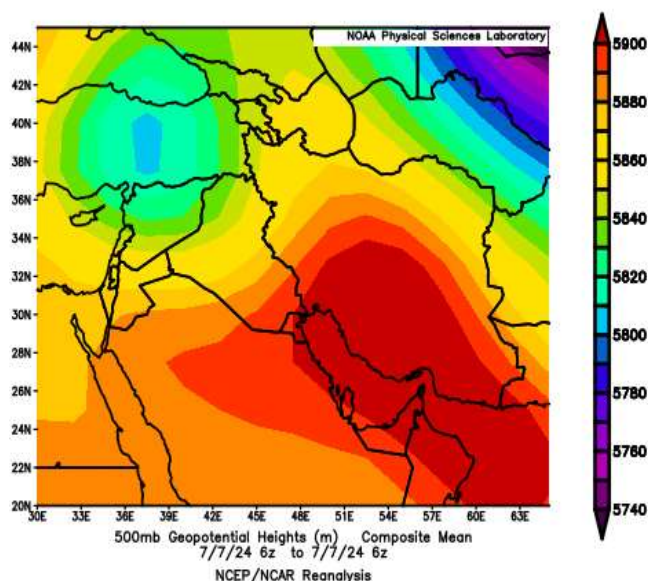 NOAA Physical Sciences Laboratory
44N
42N
40N
38N
36N
34N
32N
30N
28N
26N
24N
22N
20N
30E 33E 36E 39E 42E 45E 48E 51E 54E 57E 60E 63E
5900
5880
5860
5840
5820
5800
5780
5760
5740
500mb Geopotential Heights (m) Composite Mean
7/7/24 6z to 7/7/24 6z
NCEP/NCAR Reanalysis